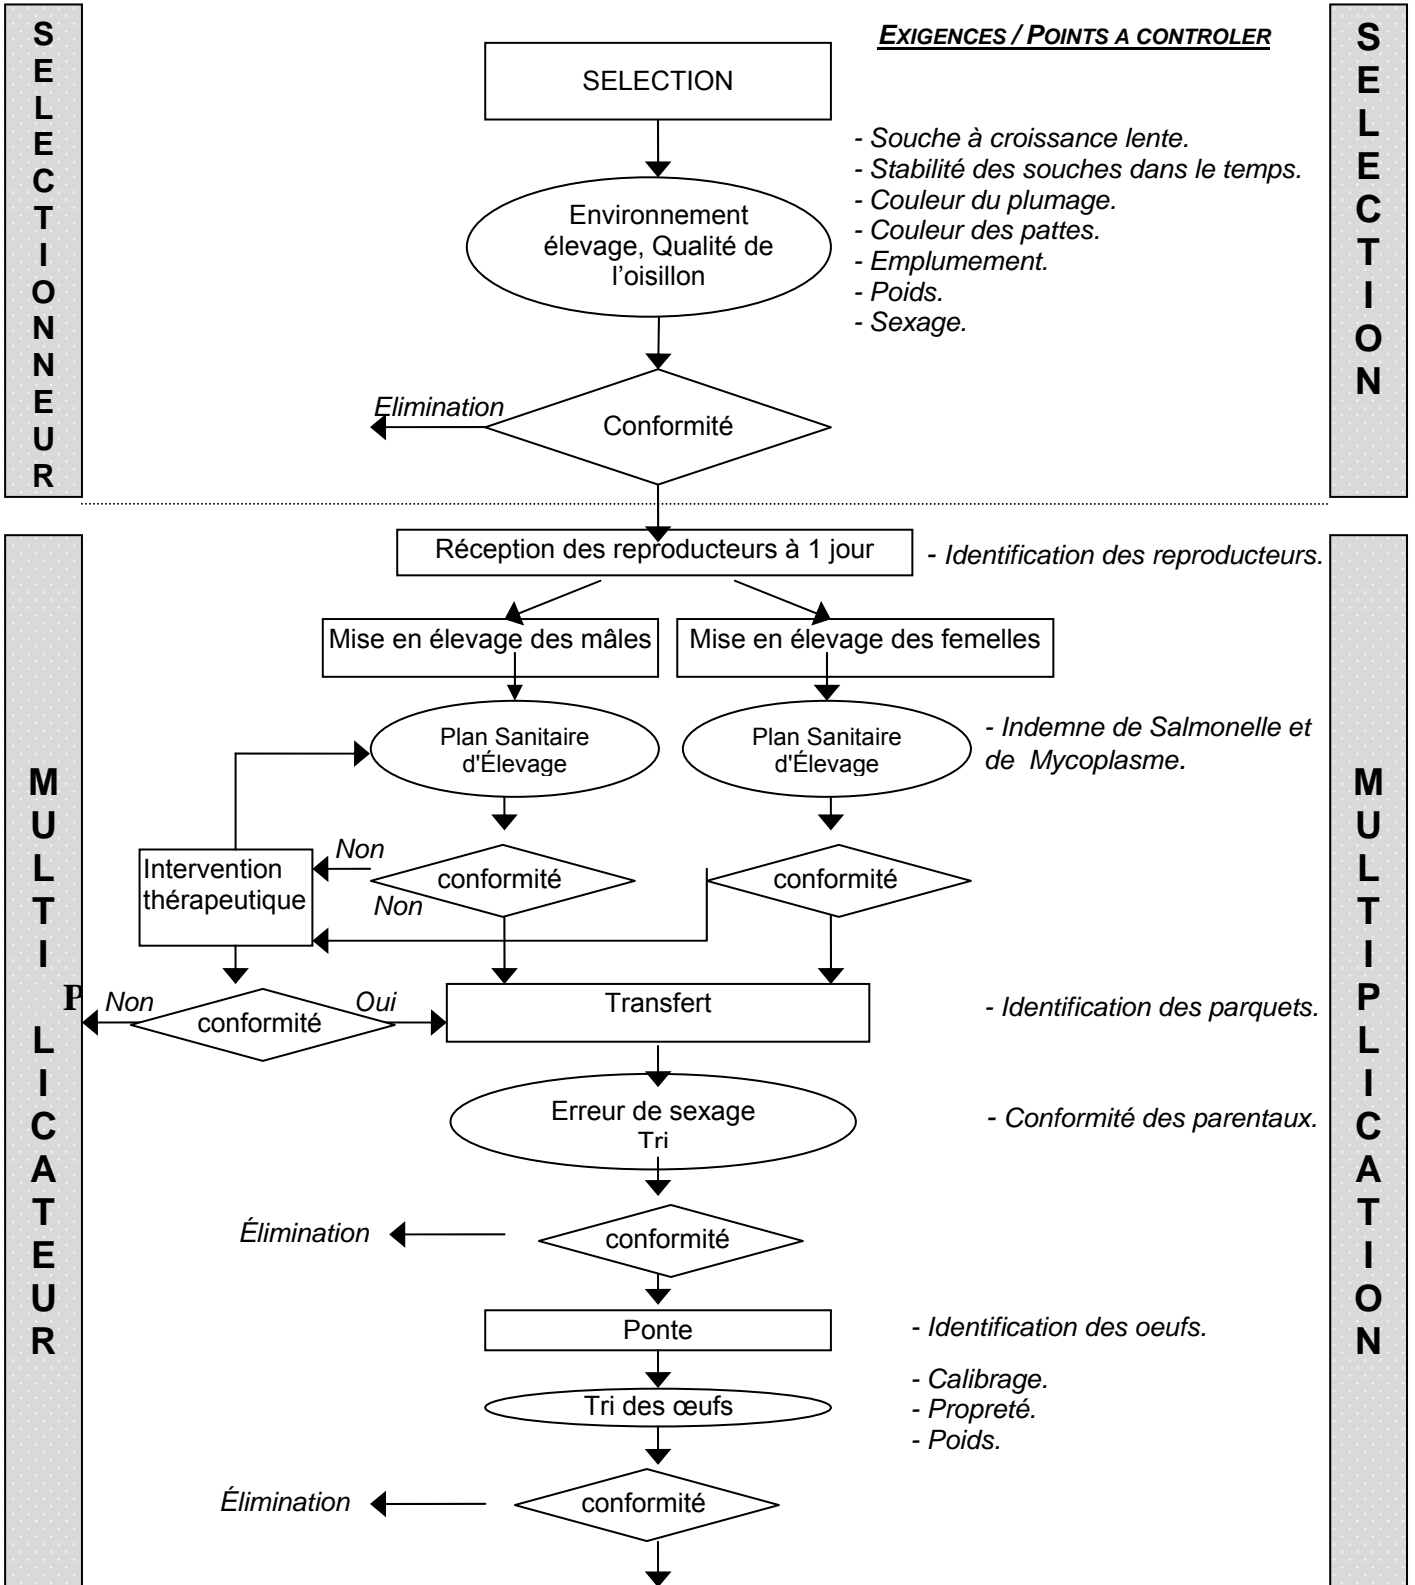 SELECTIONNEUR
EXIGENCES / POINTS A CONTROLER
SELECTION
SELECTION
- Souche à croissance lente.
- Stabilité des souches dans le temps.
- Couleur du plumage.
- Couleur des pattes.
- Emplumement.
- Poids.
- Sexage.
Environnement
élevage, Qualité de
l'oisillon
Elimination
Conformité
MULTIPLICATEUR
MULTIPLICATION
Réception des reproducteurs à 1 jour
- Identification des reproducteurs.
Mise en élevage des mâles
Mise en élevage des femelles
Plan Sanitaire
d'Élevage
Plan Sanitaire
d'Élevage
- Indemne de Salmonelle et
de Mycoplasme.
Intervention
thérapeutique
Non
conformité
Non
conformité
Non
conformité
Oui
Transfert
- Identification des parquets.
Erreur de sexage
Tri
- Conformité des parentaux.
Élimination
conformité
Ponte
- Identification des oeufs.
Tri des œufs
- Calibrage.
- Propreté.
- Poids.
Élimination
conformité